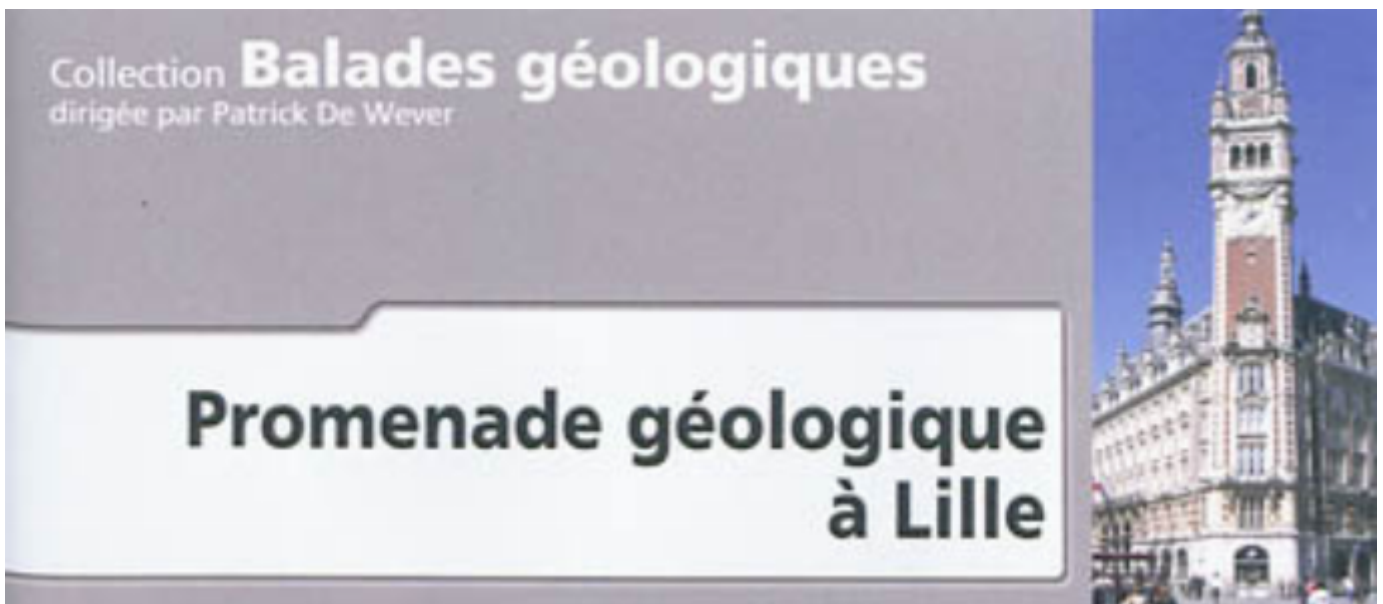 Collection Balades géologiques
dirigée par Patrick De Wever
Promenade géologique
à Lille